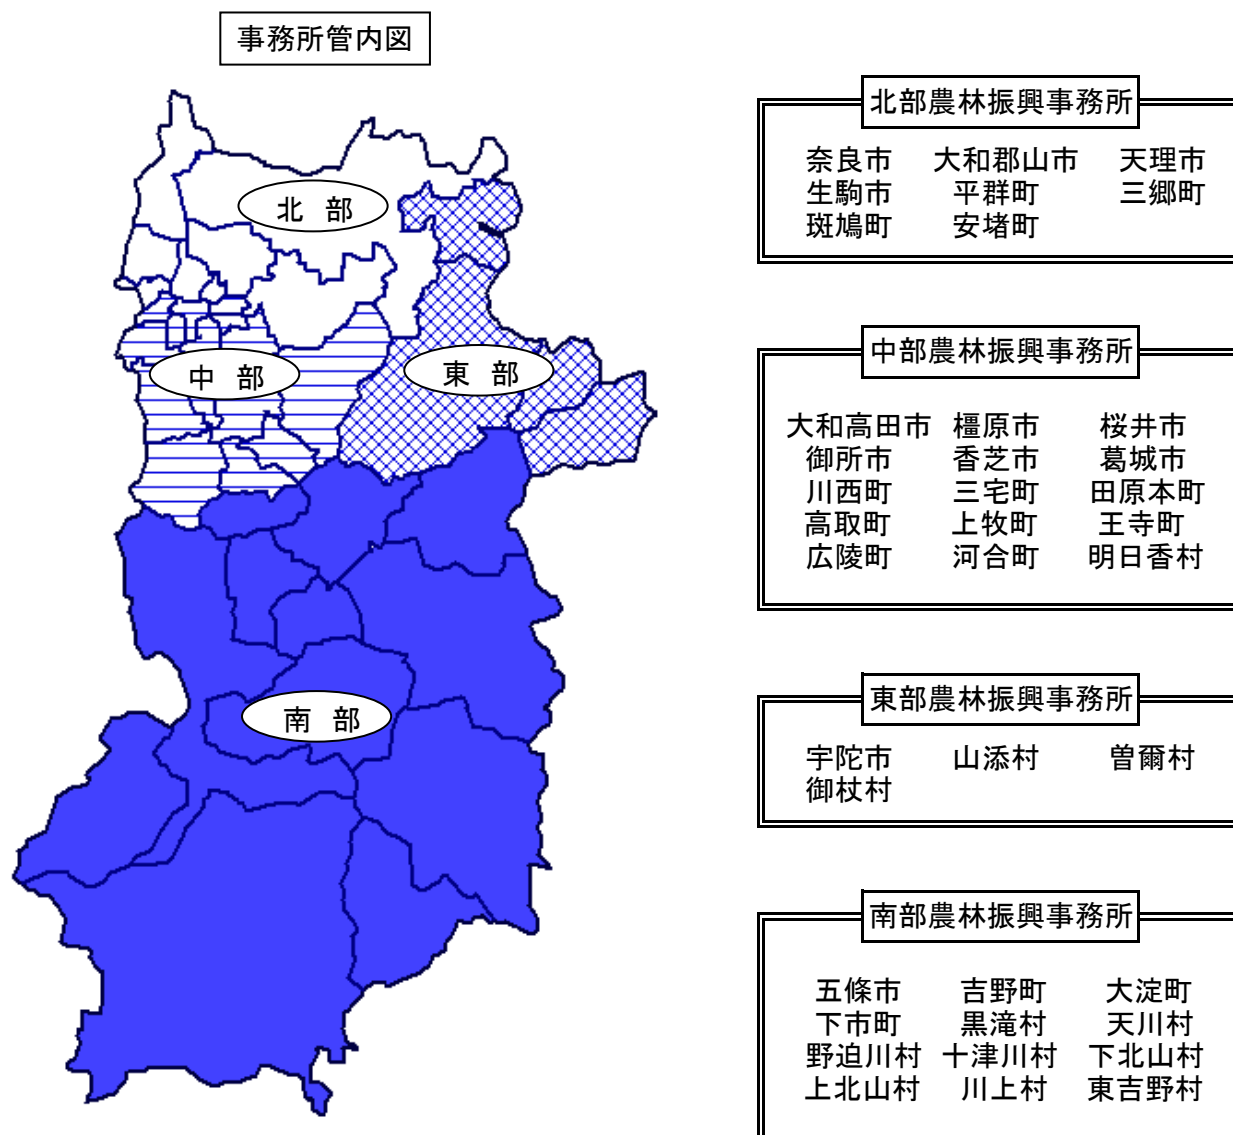 事務所管内図
北 部
中 部
東 部
南 部
北部農林振興事務所
奈良市 大和郡山市 天理市
生駒市 平群町 三郷町
斑鳩町 安堵町
中部農林振興事務所
大和高田市 橿原市 桜井市
御所市 香芝市 葛城市
川西町 三宅町 田原本町
高取町 上牧町 王寺町
広陵町 河合町 明日香村
東部農林振興事務所
宇陀市 山添村 曽爾村
御杖村
南部農林振興事務所
五條市 吉野町 大淀町
下市町 黒滝村 天川村
野迫川村 十津川村 下北山村
上北山村 川上村 東吉野村